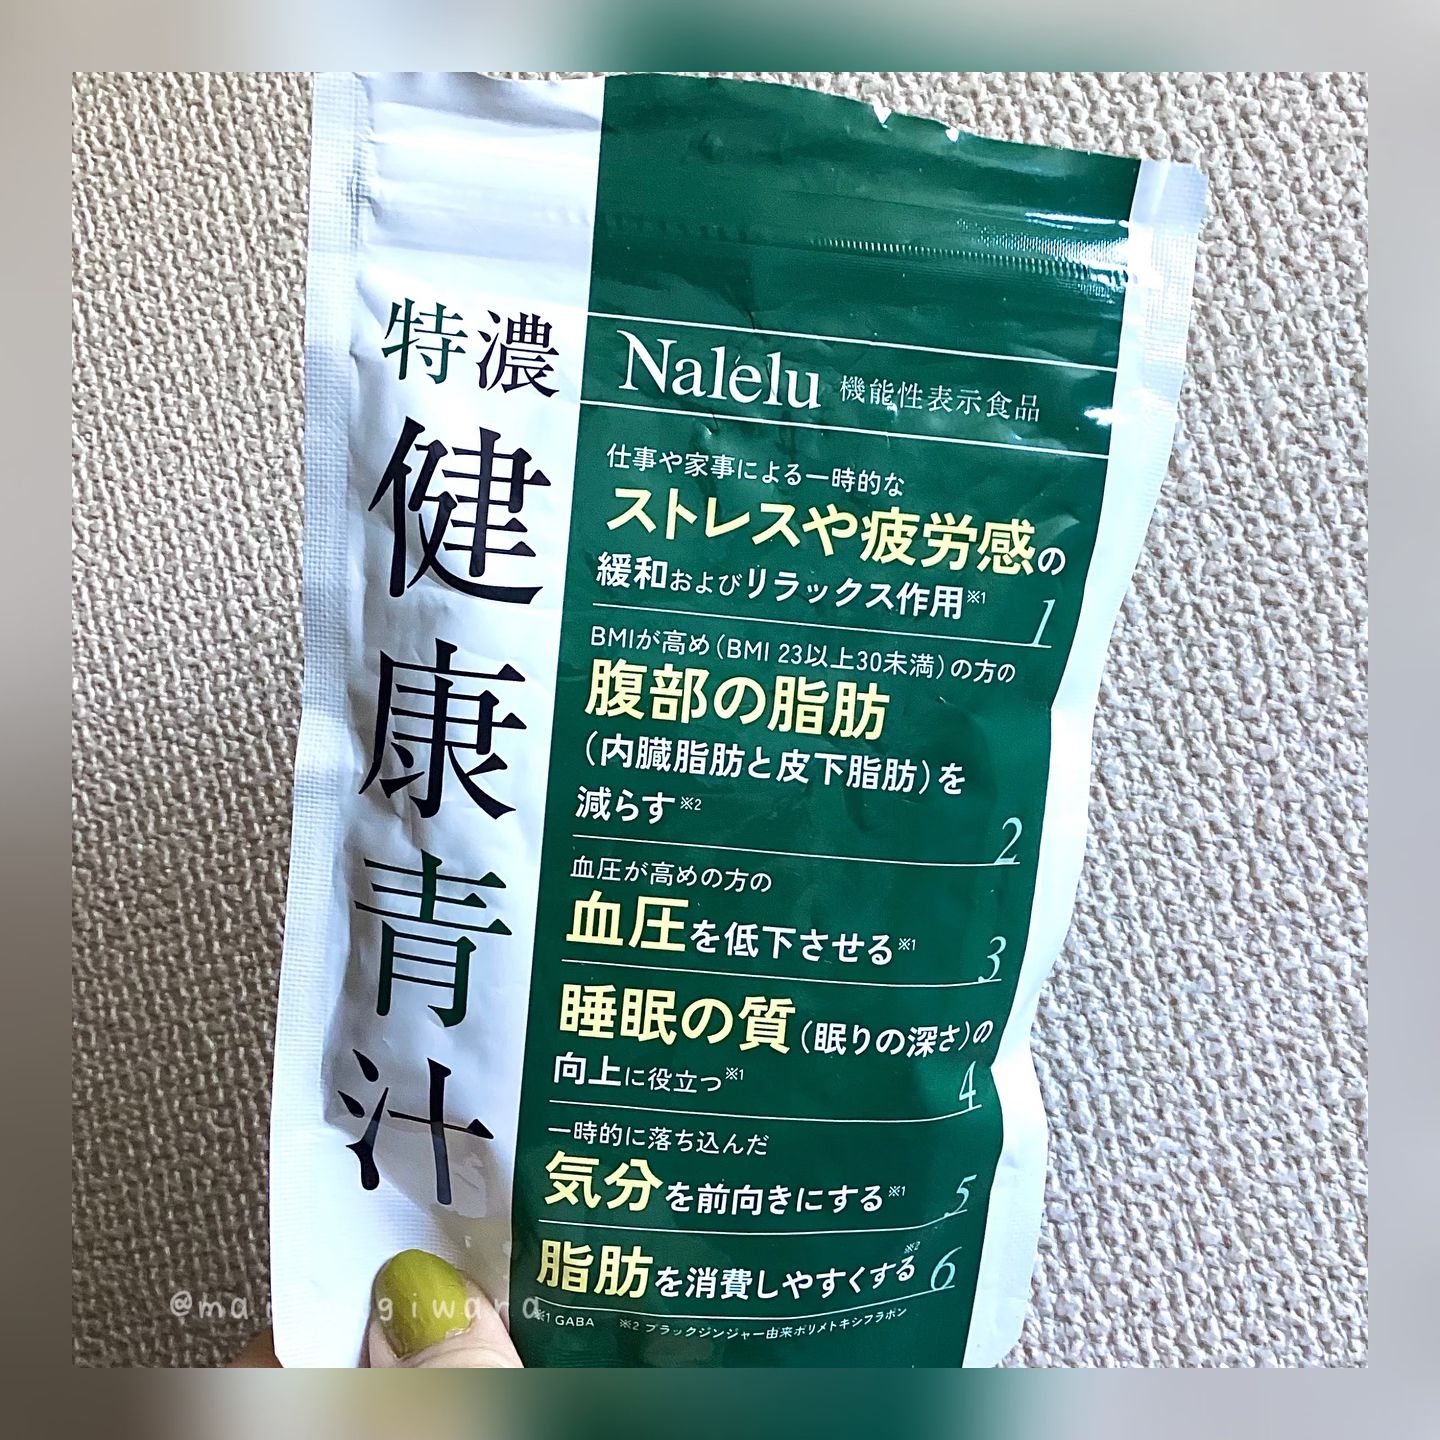 特濃
健康青汁
Nalelu 機能性表示食品
仕事や家事による一時的な
ストレスや疲労感の
緩和およびリラックス作用※1
1
BMIが高め(BMI 23以上30未満)の方の
腹部の脂肪
(内臓脂肪と皮下脂肪)を
減らす※2
2
血圧が高めの方の
血圧を低下させる※1
3
睡眠の質(眠りの深さ)の
向上に役立つ※1
4
一時的に落ち込んだ
気分を前向きにする※1
5
脂肪を消費しやすくする※2
6
※1 GABA ※2 ブラックジンジャー由来ポリメトキシフラボン